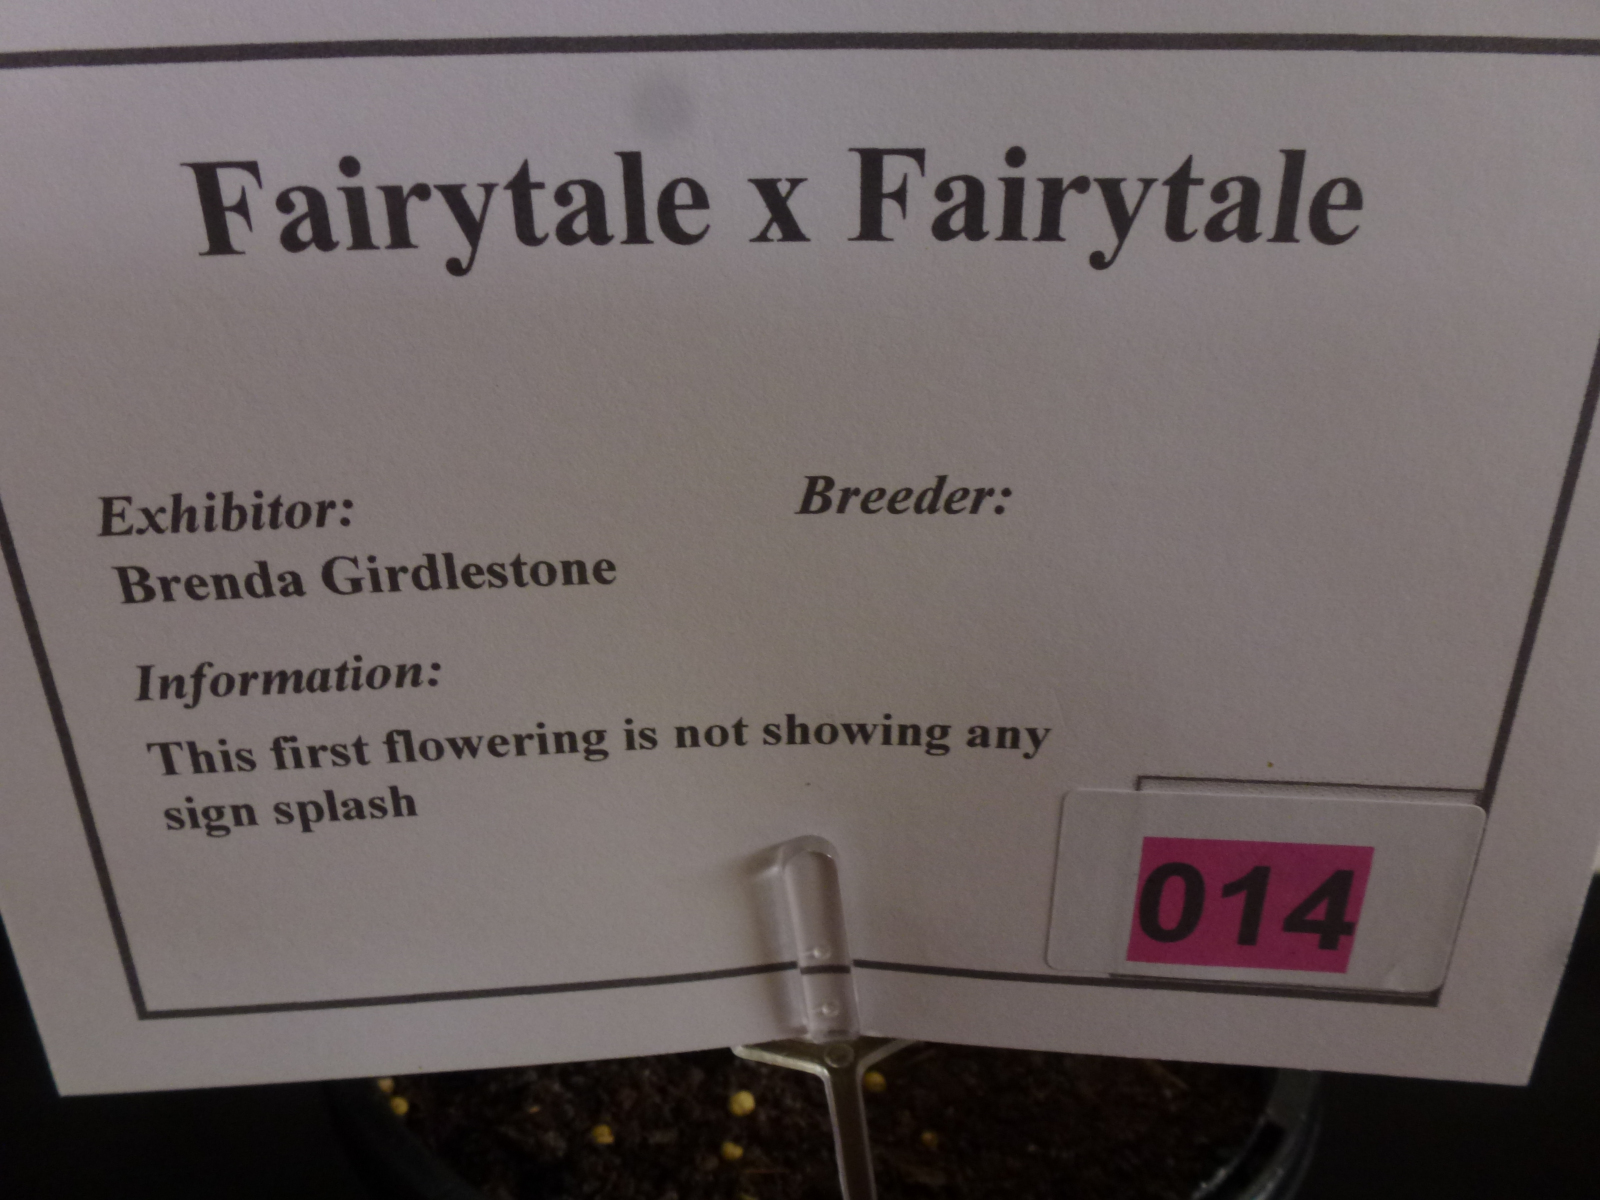 Fairytale x Fairytale
Exhibitor:
Breeder:
Brenda Girdlestone
Information:
This first flowering is not showing any
sign splash
014